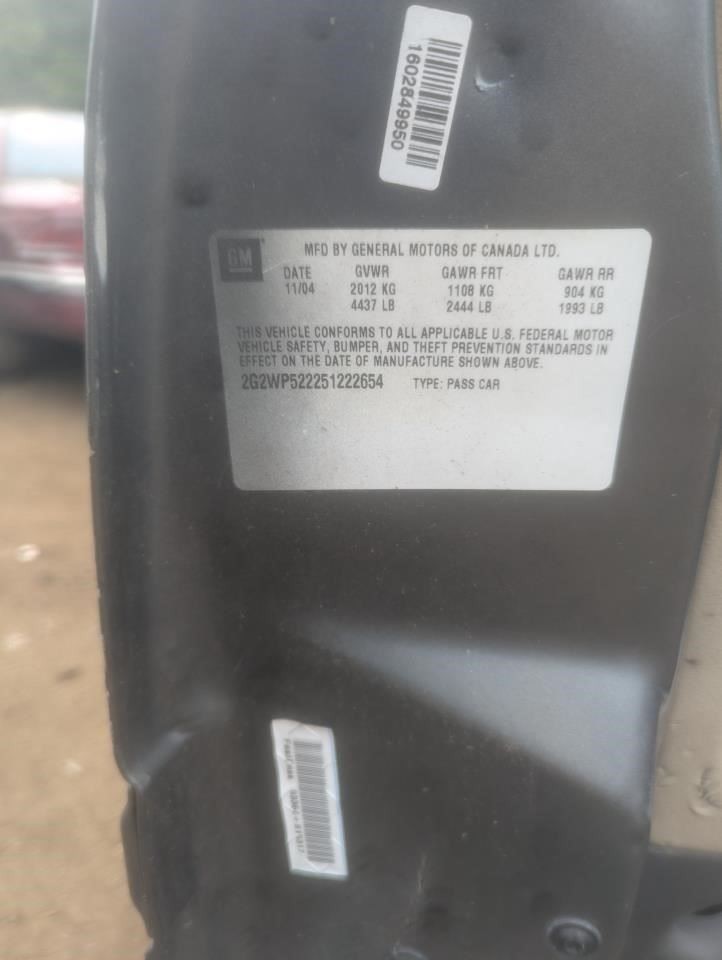 1602849950
GM
MFD BY GENERAL MOTORS OF CANADA LTD.
DATE GVWR GAWR FRT GAWR RR
11/04 2012 KG 1108 KG 904 KG
4437 LB 2444 LB 1993 LB
THIS VEHICLE CONFORMS TO ALL APPLICABLE U.S. FEDERAL MOTOR
VEHICLE SAFETY, BUMPER, AND THEFT PREVENTION STANDARDS IN
EFFECT ON THE DATE OF MANUFACTURE SHOWN ABOVE.
2G2WP522251222654 TYPE: PASS CAR